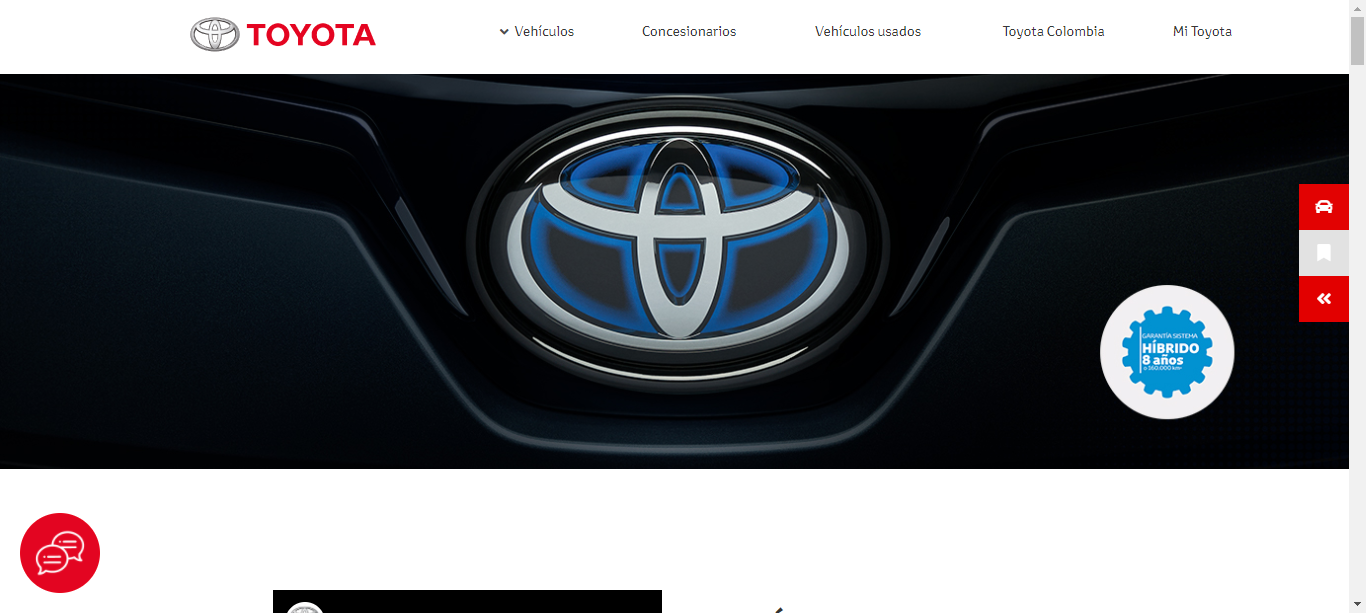 TOYOTA
Vehículos
Concesionarios
Vehículos usados
Toyota Colombia
Mi Toyota
GARANTÍA SISTEMA
HÍBRIDO
8 años
o 160.000 km*